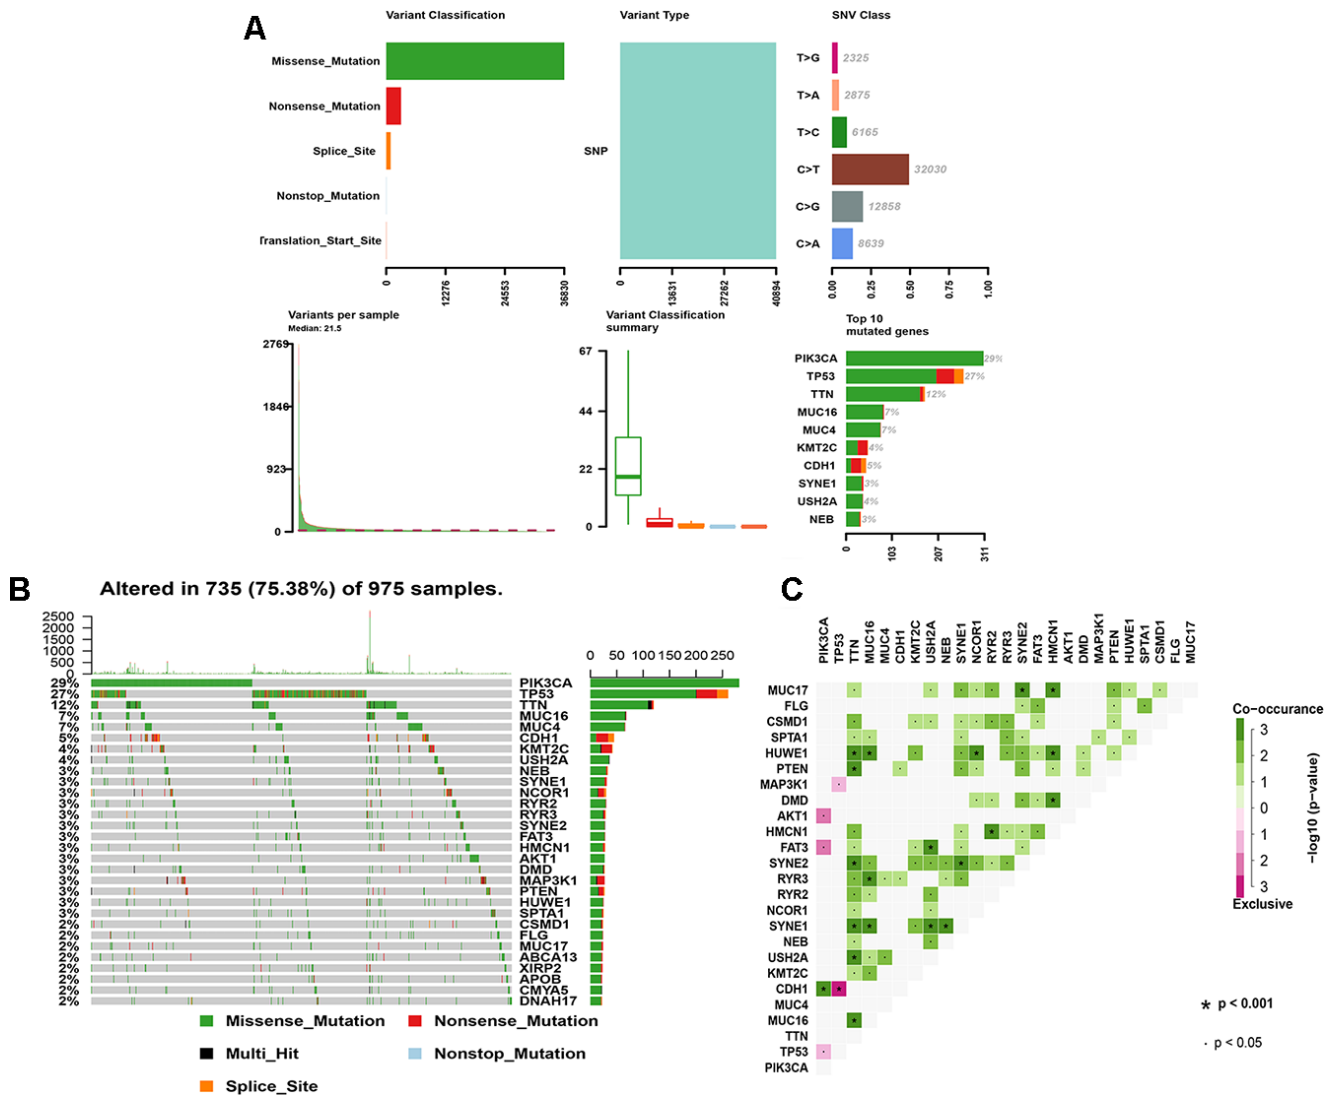 A
Variant Classification
Missense_Mutation
Nonsense_Mutation
Splice_Site
Nonstop_Mutation
Translation_Start_Site
0
12276
24553
36830
Variant Type
SNP
0
13631
27262
40894
SNV Class
T>G
2325
T>A
2875
T>C
6165
C>T
32030
C>G
12858
C>A
8639
0.00
0.25
0.50
0.75
1.00
Variants per sample
Median: 21.5
2769
1846
923
0
Variant Classification
summary
67
44
22
0
Top 10
mutated genes
PIK3CA 29%
TP53 27%
TTN 12%
MUC16 7%
MUC4 7%
KMT2C 4%
CDH1 5%
SYNE1 3%
USH2A 4%
NEB 3%
0
103
207
311
B
Altered in 735 (75.38%) of 975 samples.
2500
2000
1500
1000
500
0
0 50 100 150 200 250
29% PIK3CA
27% TP53
12% TTN
7% MUC16
7% MUC4
5% CDH1
4% KMT2C
4% USH2A
3% NEB
3% SYNE1
3% NCOR1
3% RYR2
3% RYR3
3% SYNE2
3% FAT3
3% HMCN1
3% AKT1
3% DMD
3% MAP3K1
3% PTEN
3% HUWE1
3% SPTA1
2% CSMD1
2% FLG
2% MUC17
2% ABCA13
2% XIRP2
2% APOB
2% CMYA5
2% DNAH17
Missense_Mutation
Nonsense_Mutation
Multi_Hit
Nonstop_Mutation
Splice_Site
C
PIK3CA
TP53
TTN
MUC16
MUC4
CDH1
KMT2C
USH2A
NEB
SYNE1
NCOR1
RYR2
RYR3
SYNE2
FAT3
HMCN1
AKT1
DMD
MAP3K1
PTEN
HUWE1
SPTA1
CSMD1
FLG
MUC17
MUC17
FLG
CSMD1
SPTA1
HUWE1
PTEN
MAP3K1
DMD
AKT1
HMCN1
FAT3
SYNE2
RYR3
RYR2
NCOR1
SYNE1
NEB
USH2A
KMT2C
CDH1
MUC4
MUC16
TTN
TP53
PIK3CA
Co-occurance
3
2
1
0
1
2
3
Exclusive
-log10 (d-p-value)
* p < 0.001
· p < 0.05